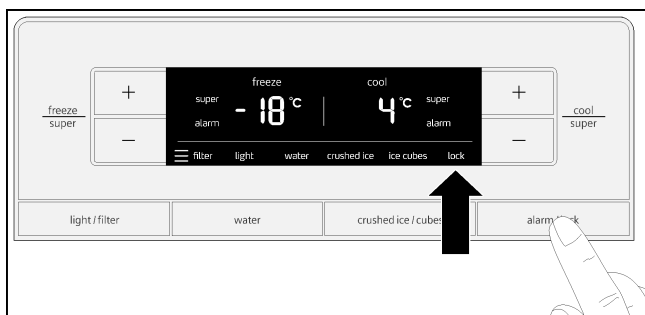 freeze cool
freeze
super
+
−
super
alarm
-18 °C
4 °C
super
alarm
+
−
cool
super
filter light water crushed ice ice cubes lock
light / filter water crushed ice / cubes alarm